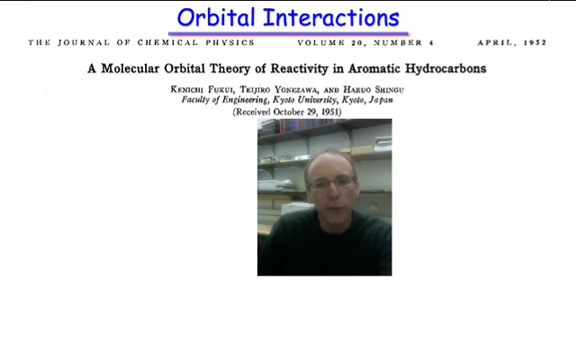 Orbital Interactions
THE JOURNAL OF CHEMICAL PHYSICS VOLUME 20, NUMBER 4 APRIL, 1952
A Molecular Orbital Theory of Reactivity in Aromatic Hydrocarbons
KENICHI FUKUI, TEIJIRO YONEZAWA, AND HARUO SHINGU
Faculty of Engineering, Kyoto University, Kyoto, Japan
(Received October 29, 1951)